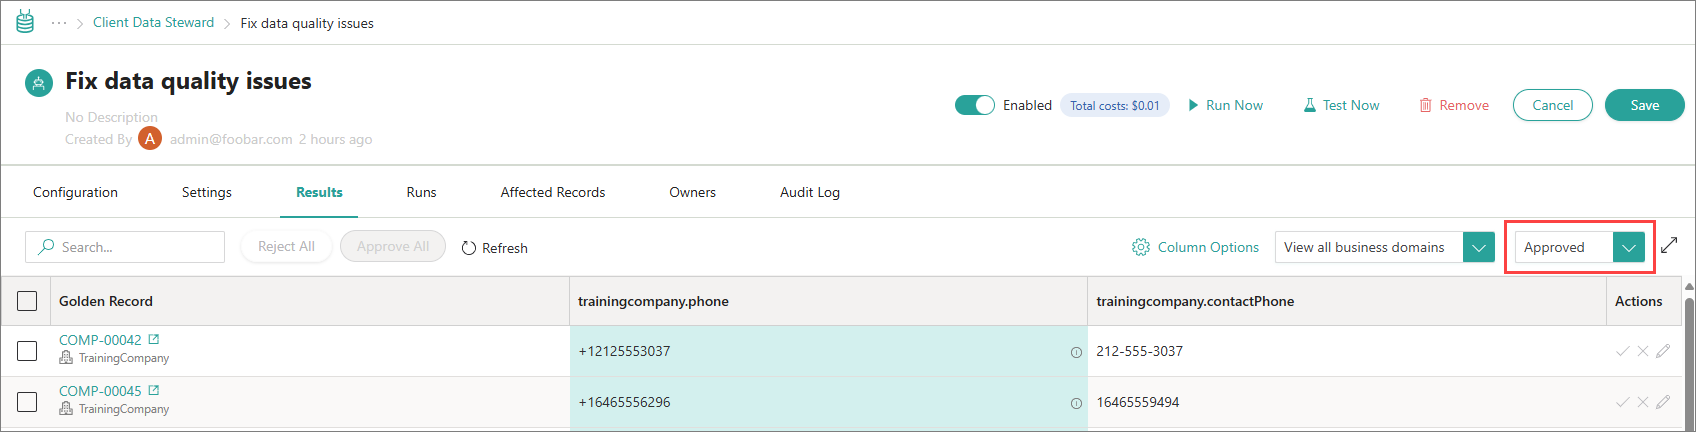 ··· > Client Data Steward > Fix data quality issues
Fix data quality issues
No Description
Created By A admin@foobar.com 2 hours ago
Enabled Total costs: $0.01 Run Now Test Now Remove Cancel Save
Configuration Settings Results Runs Affected Records Owners Audit Log
Search... Reject All Approve All Refresh Column Options View all business domains Approved
Golden Record trainingcompany.phone trainingcompany.contactPhone Actions
COMP-00042
TrainingCompany
+12125553037 212-555-3037
COMP-00045
TrainingCompany
+16465556296 16465559494